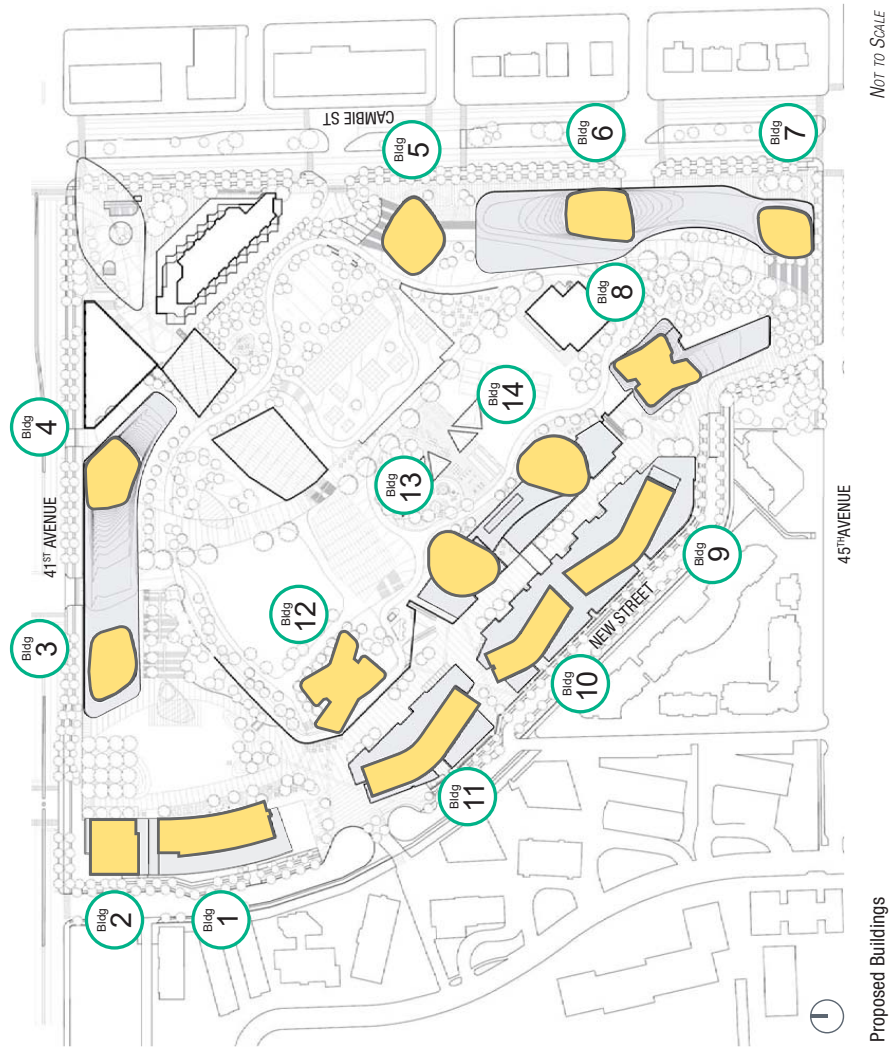 NOT TO SCALE
CAMBIE ST
Bldg
5
Bldg
6
Bldg
7
Bldg
4
41ST AVENUE
Bldg
3
Bldg
8
Bldg
14
Bldg
13
Bldg
12
Bldg
9
NEW STREET
Bldg
10
Bldg
11
Bldg
2
Bldg
1
45TH AVENUE
Proposed Buildings